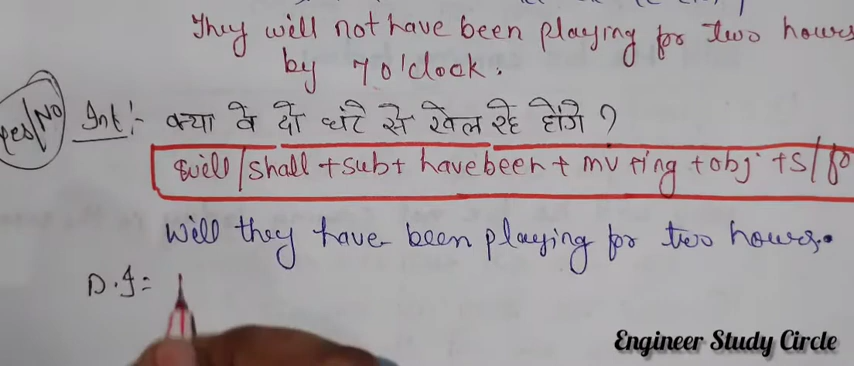 They will not have been playing for two hours
by 7 O'clock.
Yes/No Int:- क्या वे दो घंटे से खेल रहे होंगे ?
will/shall + sub + have been + mv + ing + obj + s/fo
Will they have been playing for two hours.
D.I =
Engineer Study Circle